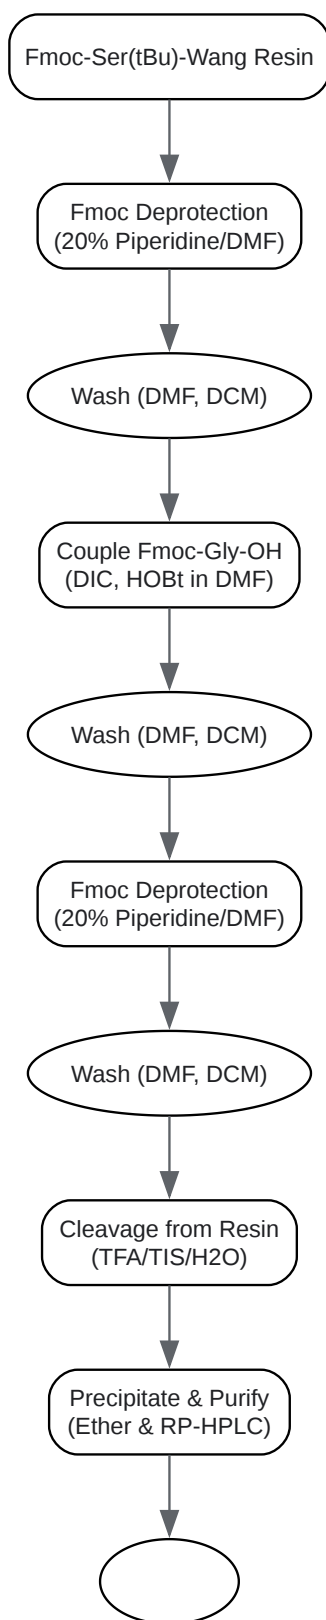 Fmoc-Ser(tBu)-Wang Resin
Fmoc Deprotection
(20% Piperidine/DMF)
Wash (DMF, DCM)
Couple Fmoc-Gly-OH
(DIC, HOBt in DMF)
Wash (DMF, DCM)
Fmoc Deprotection
(20% Piperidine/DMF)
Wash (DMF, DCM)
Cleavage from Resin
(TFA/TIS/H2O)
Precipitate & Purify
(Ether & RP-HPLC)